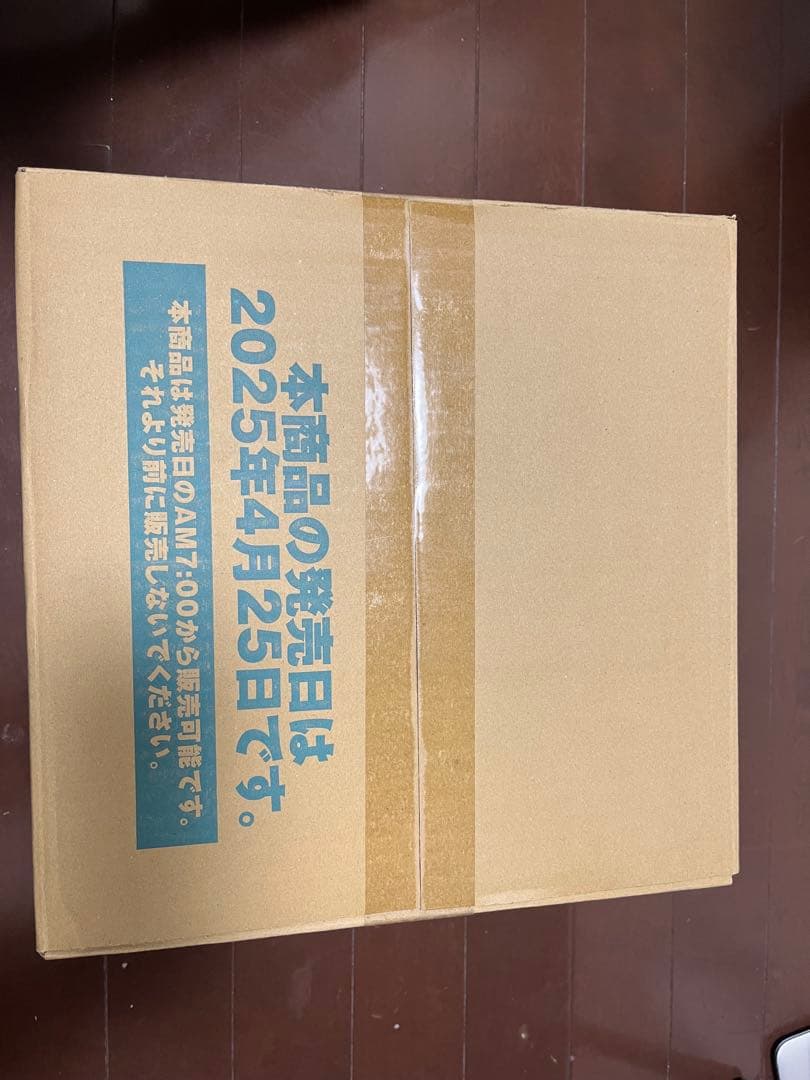 本商品の発売日は
2025年4月25日です。
本商品は発売日のAM7:00から販売可能です。
それより前に販売しないでください。